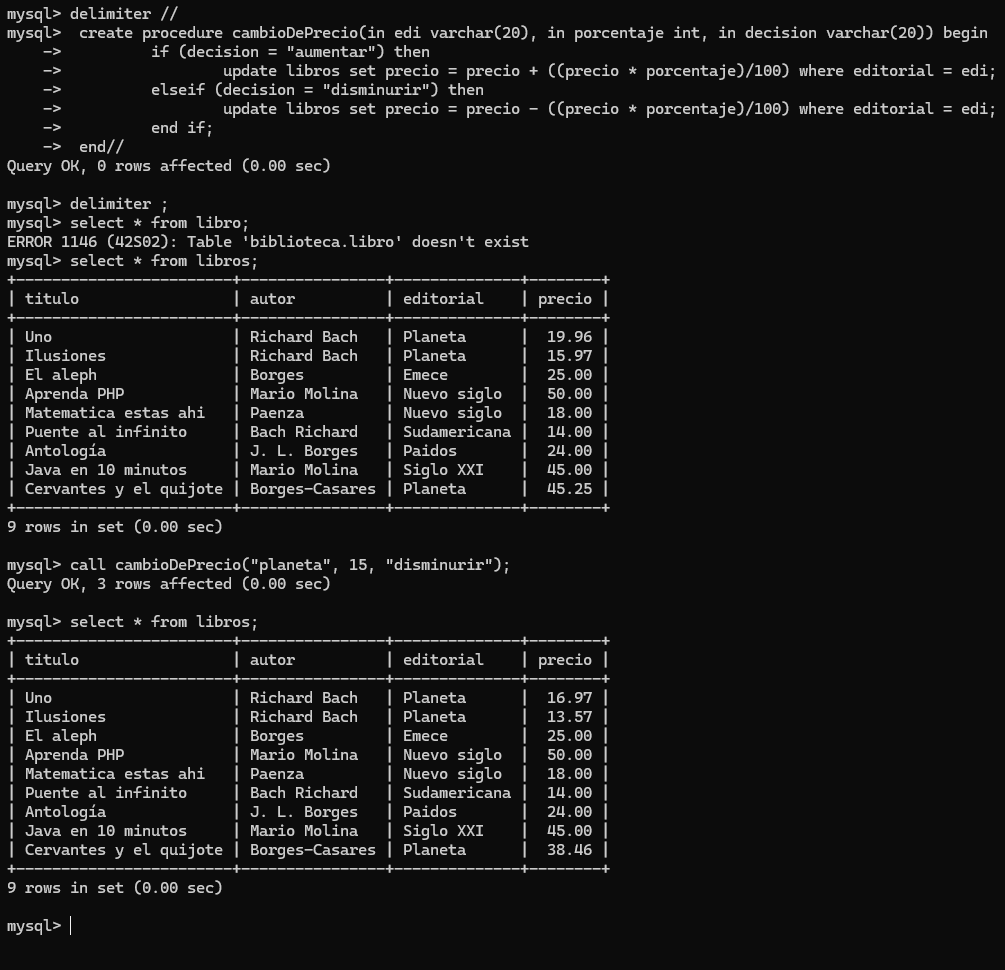 mysql> delimiter //
mysql>  create procedure cambioDePrecio(in edi varchar(20), in porcentaje int, in decision varchar(20)) begin
    ->          if (decision = "aumentar") then
    ->                  update libros set precio = precio + ((precio * porcentaje)/100) where editorial = edi;
    ->          elseif (decision = "disminurir") then
    ->                  update libros set precio = precio - ((precio * porcentaje)/100) where editorial = edi;
    ->          end if;
    ->  end//
Query OK, 0 rows affected (0.00 sec)

mysql> delimiter ;
mysql> select * from libro;
ERROR 1146 (42S02): Table 'biblioteca.libro' doesn't exist
mysql> select * from libros;
+------------------------+----------------+--------------+--------+
| titulo                 | autor          | editorial    | precio |
+------------------------+----------------+--------------+--------+
| Uno                    | Richard Bach   | Planeta      |  19.96 |
| Ilusiones              | Richard Bach   | Planeta      |  15.97 |
| El aleph               | Borges         | Emece        |  25.00 |
| Aprenda PHP            | Mario Molina   | Nuevo siglo  |  50.00 |
| Matematica estas ahi   | Paenza         | Nuevo siglo  |  18.00 |
| Puente al infinito     | Bach Richard   | Sudamericana |  14.00 |
| Antología              | J. L. Borges   | Paidos       |  24.00 |
| Java en 10 minutos     | Mario Molina   | Siglo XXI    |  45.00 |
| Cervantes y el quijote | Borges-Casares | Planeta      |  45.25 |
+------------------------+----------------+--------------+--------+
9 rows in set (0.00 sec)

mysql> call cambioDePrecio("planeta", 15, "disminurir");
Query OK, 3 rows affected (0.00 sec)

mysql> select * from libros;
+------------------------+----------------+--------------+--------+
| titulo                 | autor          | editorial    | precio |
+------------------------+----------------+--------------+--------+
| Uno                    | Richard Bach   | Planeta      |  16.97 |
| Ilusiones              | Richard Bach   | Planeta      |  13.57 |
| El aleph               | Borges         | Emece        |  25.00 |
| Aprenda PHP            | Mario Molina   | Nuevo siglo  |  50.00 |
| Matematica estas ahi   | Paenza         | Nuevo siglo  |  18.00 |
| Puente al infinito     | Bach Richard   | Sudamericana |  14.00 |
| Antología              | J. L. Borges   | Paidos       |  24.00 |
| Java en 10 minutos     | Mario Molina   | Siglo XXI    |  45.00 |
| Cervantes y el quijote | Borges-Casares | Planeta      |  38.46 |
+------------------------+----------------+--------------+--------+
9 rows in set (0.00 sec)

mysql>